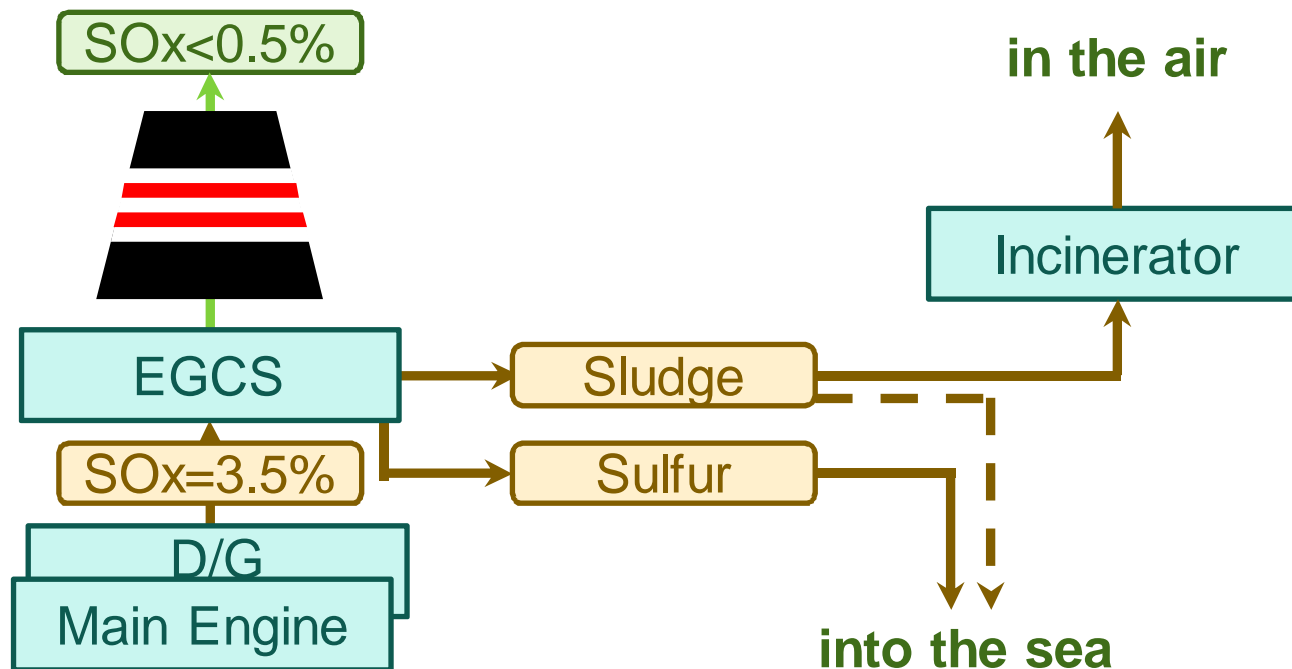 SOx<0.5%
in the air
Incinerator
EGCS
Sludge
SOx=3.5%
Sulfur
D/G
Main Engine
into the sea